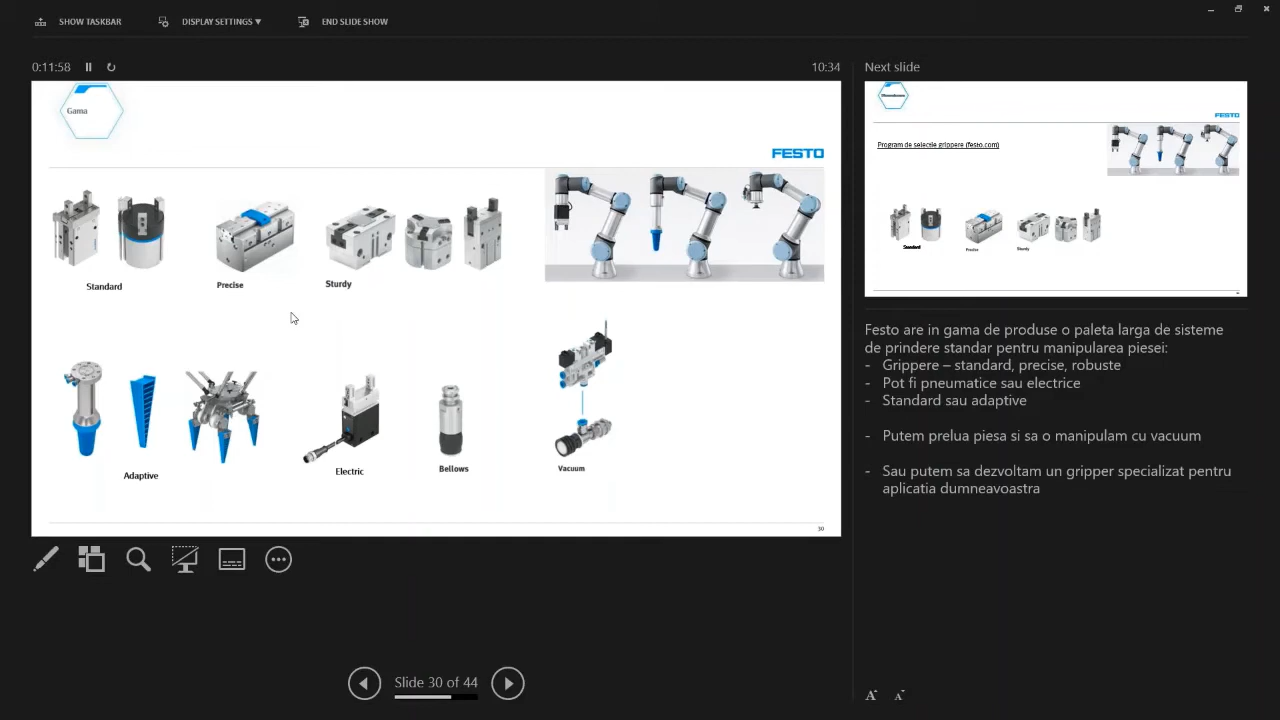 SHOW TASKBAR
DISPLAY SETTINGS ▼
END SLIDE SHOW
0:11:58
10:34
Gama
FESTO
Standard
Precise
Sturdy
Adaptive
Electric
Bellows
Vacuum
30
Slide 30 of 44
Next slide
Dimensionare
FESTO
Program de selectie grippere (festo.com)
Standard
Precise
Sturdy
Festo are in gama de produse o paleta larga de sisteme
de prindere standar pentru manipularea piesei:
- Grippere – standard, precise, robuste
- Pot fi pneumatice sau electrice
- Standard sau adaptive
- Putem prelua piesa si sa o manipulam cu vacuum
- Sau putem sa dezvoltam un gripper specializat pentru
aplicatia dumneavoastra
A A